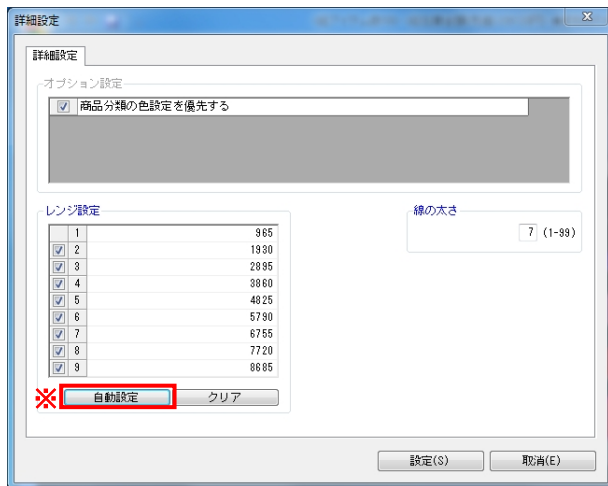 詳細設定
詳細設定
オプション設定
商品分類の色設定を優先する
レンジ設定
1 965
2 1930
3 2895
4 3860
5 4825
6 5790
7 6755
8 7720
9 8685
※ 自動設定 クリア
線の太さ
7 (1-99)
設定(S) 取消(E)